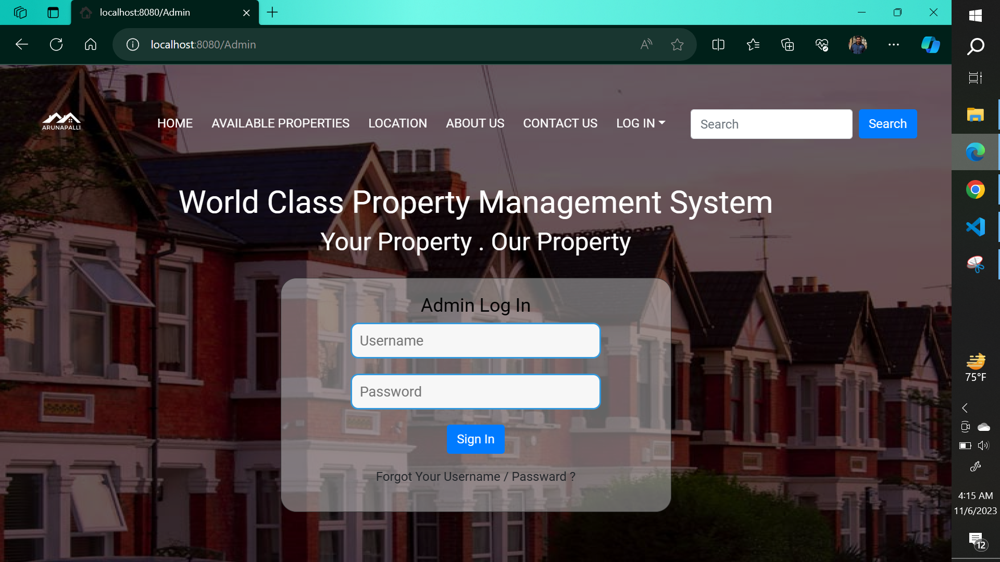 localhost:8080/Admin
localhost:8080/Admin
ARUNAPALLI
HOME
AVAILABLE PROPERTIES
LOCATION
ABOUT US
CONTACT US
LOG IN
Search
Search
World Class Property Management System
Your Property . Our Property
Admin Log In
Username
Password
Sign In
Forgot Your Username / Passward ?
75°F
4:15 AM
11/6/2023
12